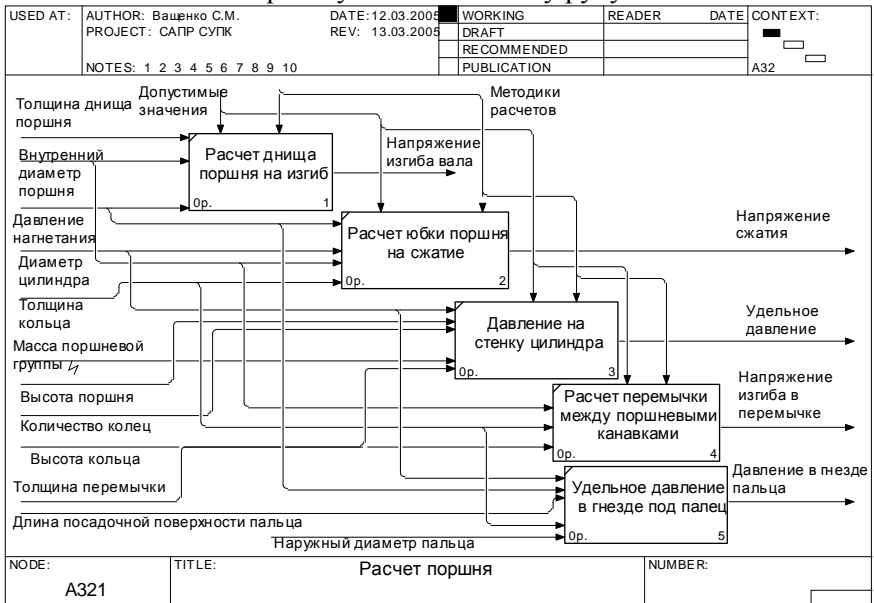 USED AT:
AUTHOR: Ващенко С.М.
DATE: 12.03.2005
WORKING
READER
DATE
CONTEXT:
PROJECT: САПР СУПК
REV: 13.03.2005
DRAFT
RECOMMENDED
NOTES: 1 2 3 4 5 6 7 8 9 10
PUBLICATION
A32
Толщина днища
поршня
Допустимые
значения
Методики
расчетов
Внутренний
диаметр
поршня
Расчет днища
поршня на изгиб
0р.
1
Напряжение
изгиба вала
Давление
нагнетания
Расчет юбки поршня
на сжатие
0р.
2
Напряжение
сжатия
Диаметр
цилиндра
Толщина
кольца
Давление на
стенку цилиндра
0р.
3
Удельное
давление
Масса поршневой
группы
Высота поршня
Расчет перемычки
между поршневыми
канавками
0р.
4
Напряжение
изгиба в
перемычке
Количество колец
Высота кольца
Толщина перемычки
Удельное давление
в гнезде под палец
0р.
5
Давление в гнезде
пальца
Длина посадочной поверхности пальца
Наружный диаметр пальца
NODE:
A321
TITLE:
Расчет поршня
NUMBER: